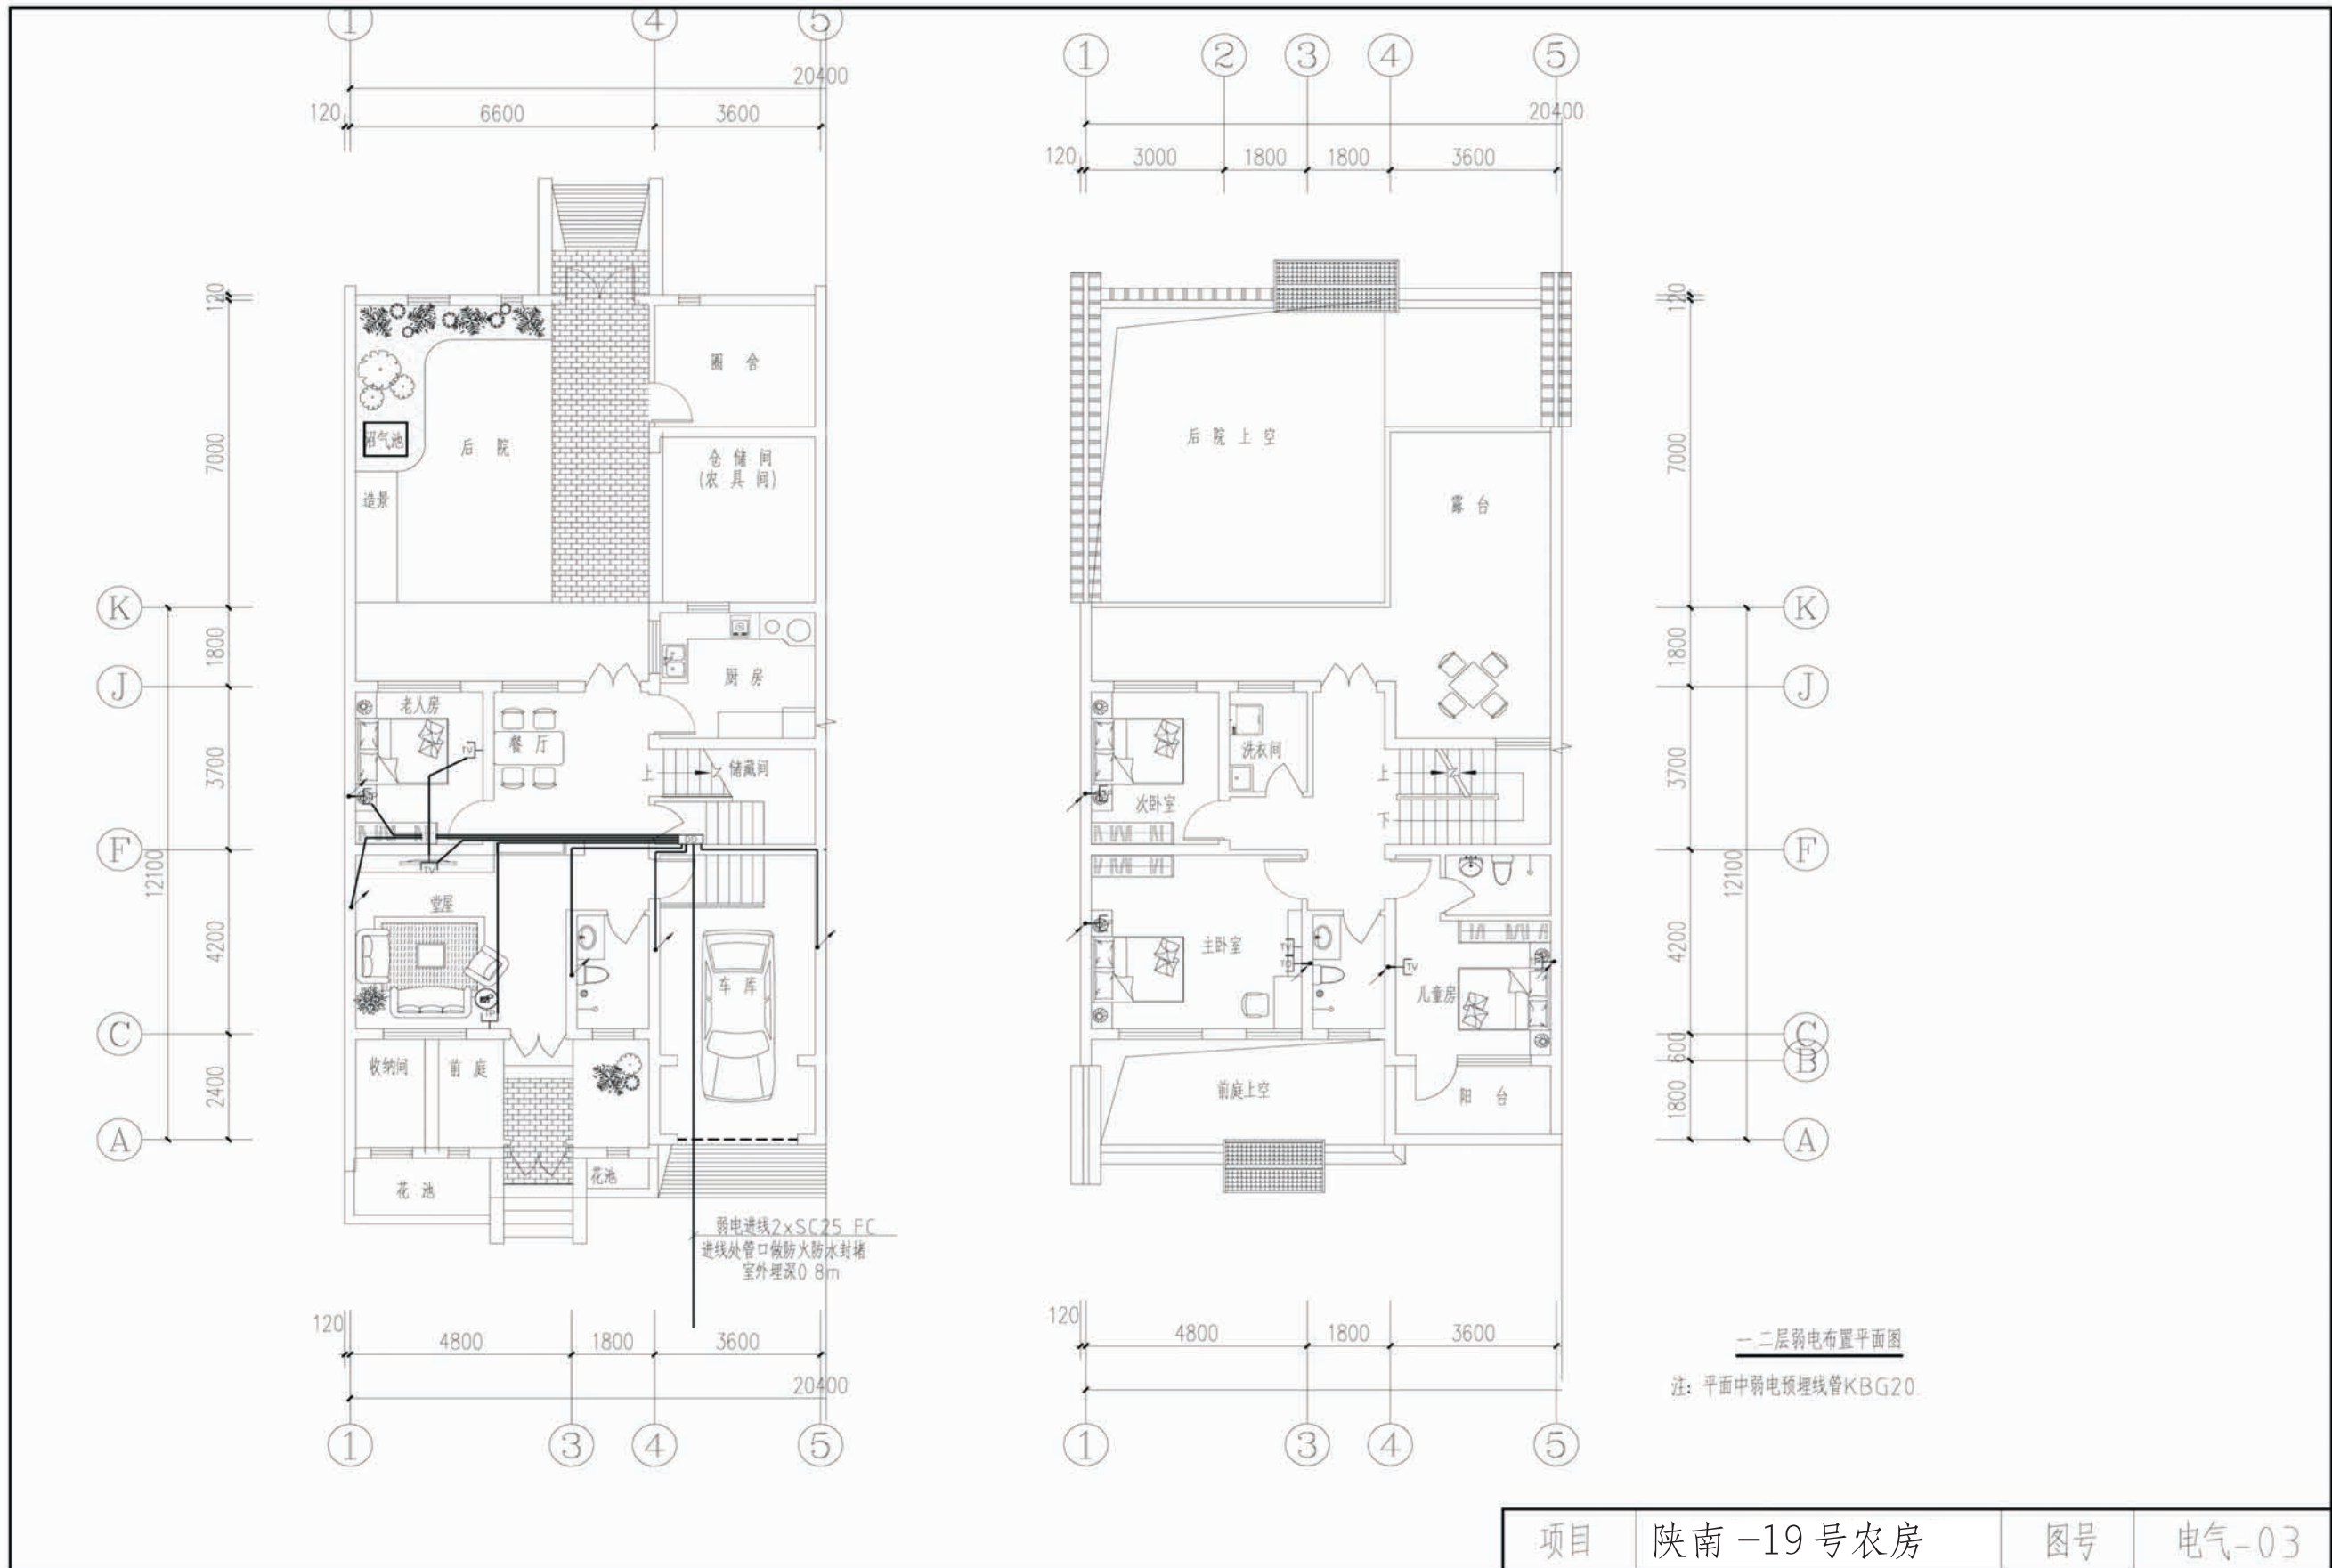 1
4
5
20400
120
6600
3600
1
2
3
4
5
20400
120
3000
1800
1800
3600
120
7000
1800
3700
4200
2400
12100
K
J
F
C
A
圈 舍
沼气池
后 院
仓 储 间
(农 具 间)
造景
厨 房
老人房
TV
餐 厅
上
储藏间
DD
TV
堂屋
车 库
TP
收纳间
前 庭
花 池
花池
弱电进线2xSC25 FC
进线处管口做防火防水封堵
室外埋深0.8m
120
4800
1800
3600
20400
1
3
4
5
后 院 上 空
露 台
洗衣间
次卧室
上
下
主卧室
TV
儿童房
前庭上空
阳 台
120
7000
1800
3700
4200
600
1800
12100
K
J
F
C
B
A
120
4800
1800
3600
1
3
4
5
一 二层弱电布置平面图
注: 平面中弱电预埋线管KBG20.
项目
陕南 -19 号农房
图号
电气-03